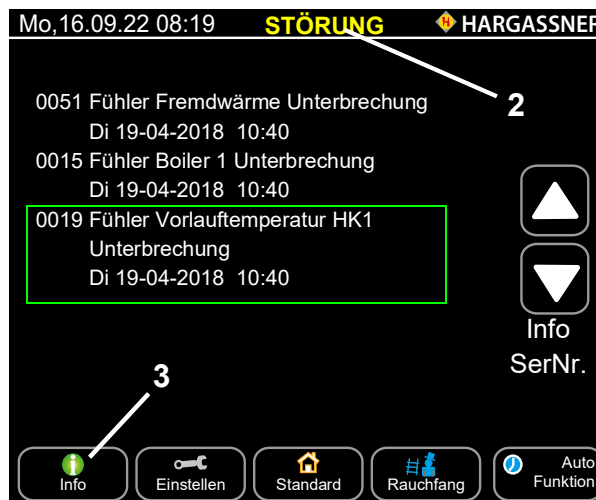 Mo,16.09.22 08:19 STÖRUNG HARGASSNER
2
0051 Fühler Fremdwärme Unterbrechung
Di 19-04-2018 10:40
0015 Fühler Boiler 1 Unterbrechung
Di 19-04-2018 10:40
0019 Fühler Vorlauftemperatur HK1
Unterbrechung
Di 19-04-2018 10:40
Info
SerNr.
3
Info
Einstellen
Standard
Rauchfang
Auto
Funktion